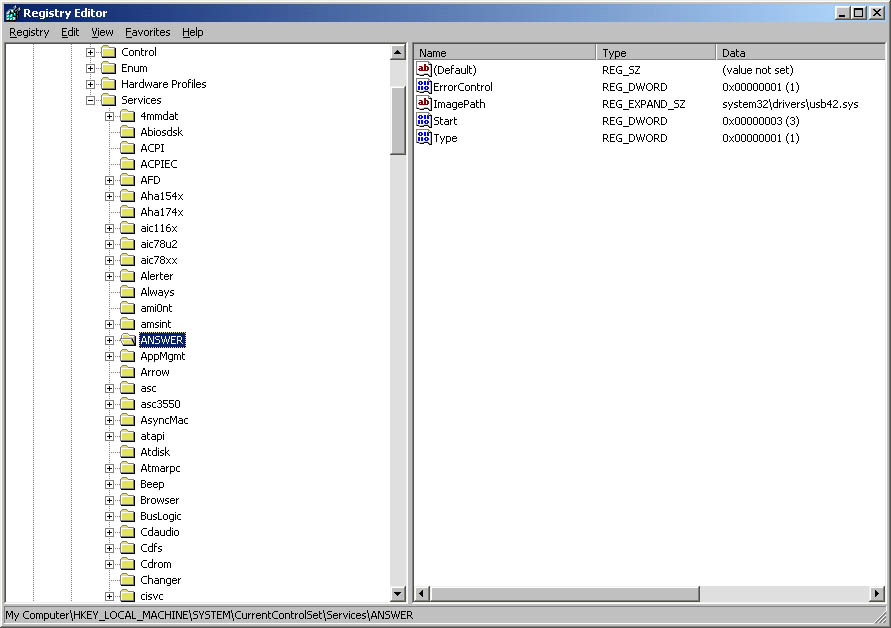 Registry Editor
Registry Edit View Favorites Help
Control
Enum
Hardware Profiles
Services
4mmdat
Abiosdsk
ACPI
ACPIEC
AFD
Aha154x
Aha174x
aic116x
aic78u2
aic78xx
Alerter
Always
ami0nt
amsint
ANSWER
AppMgmt
Arrow
asc
asc3550
AsyncMac
atapi
Atdisk
Atmarpc
Beep
Browser
BusLogic
Cdaudio
Cdfs
Cdrom
Changer
cisvc
Name Type Data
(Default) REG_SZ (value not set)
ErrorControl REG_DWORD 0x00000001 (1)
ImagePath REG_EXPAND_SZ system32\drivers\usb42.sys
Start REG_DWORD 0x00000003 (3)
Type REG_DWORD 0x00000001 (1)
My Computer\HKEY_LOCAL_MACHINE\SYSTEM\CurrentControlSet\Services\ANSWER